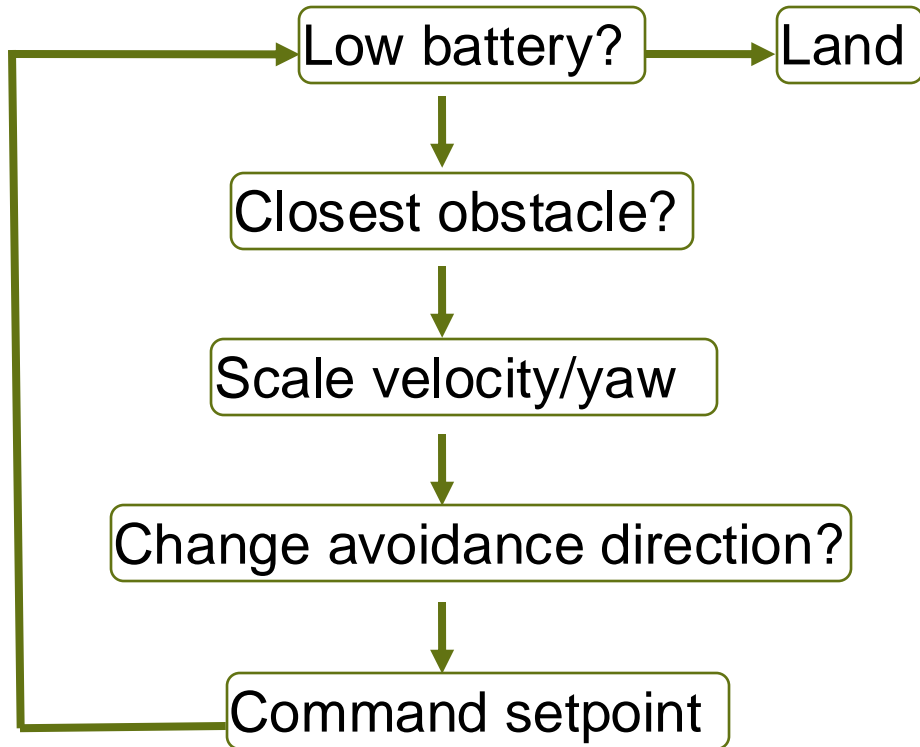 Low battery?
Land
Closest obstacle?
Scale velocity/yaw
Change avoidance direction?
Command setpoint